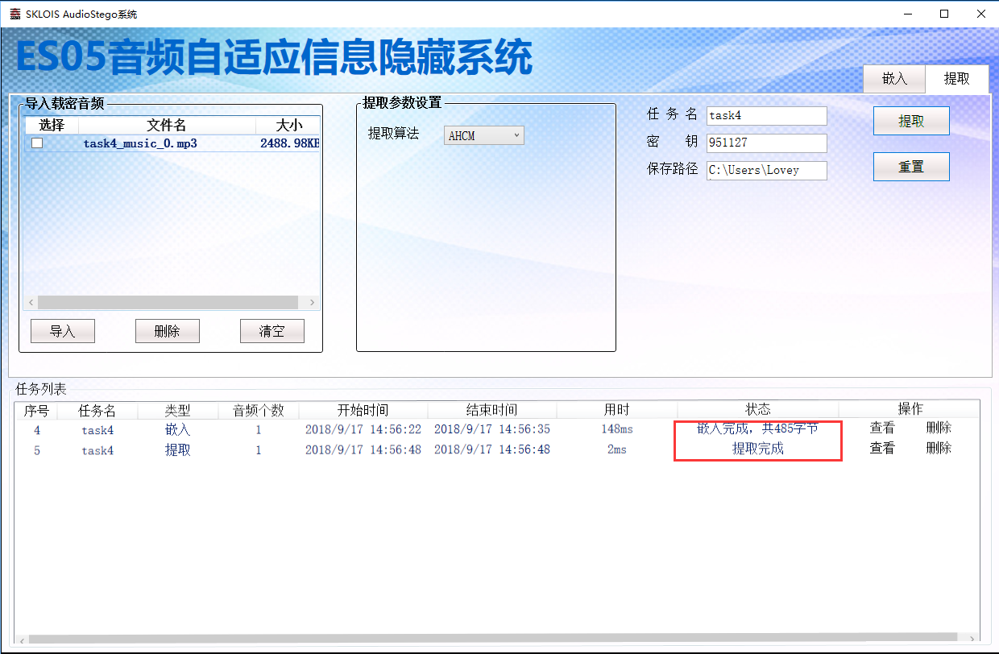 SKLOIS AudioStego系统
ES05音频自适应信息隐藏系统
嵌入 提取
导入载密音频
选择 文件名 大小
task4_music_0.mp3 2488.98KB
导入 删除 清空
提取参数设置
提取算法 AHCM
任务名 task4
密钥 951127
保存路径 C:\Users\Lovey
提取
重置
任务列表
序号 任务名 类型 音频个数 开始时间 结束时间 用时 状态 操作
4 task4 嵌入 1 2018/9/17 14:56:22 2018/9/17 14:56:35 148ms 嵌入完成，共485字节 查看 删除
5 task4 提取 1 2018/9/17 14:56:48 2018/9/17 14:56:48 2ms 提取完成 查看 删除